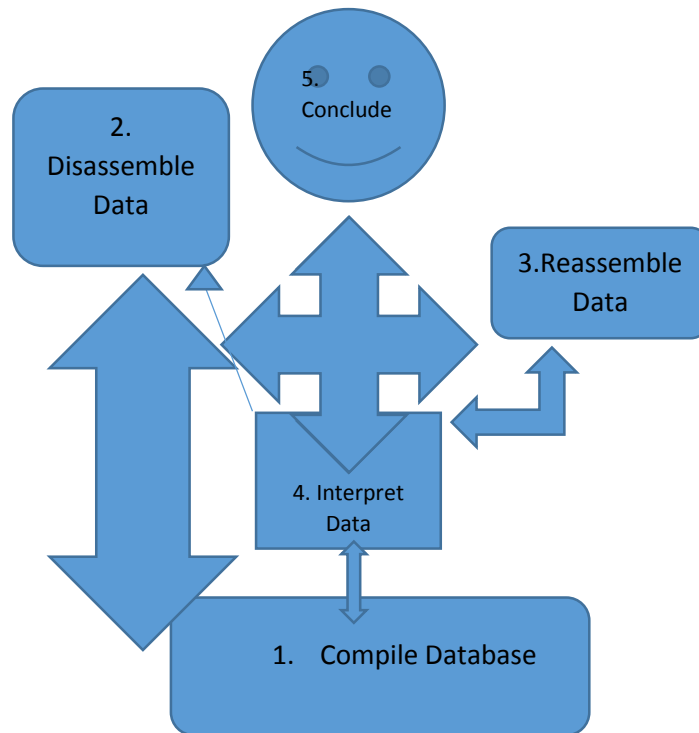 5.
Conclude
2.
Disassemble
Data
3.Reassemble
Data
4. Interpret
Data
1. Compile Database